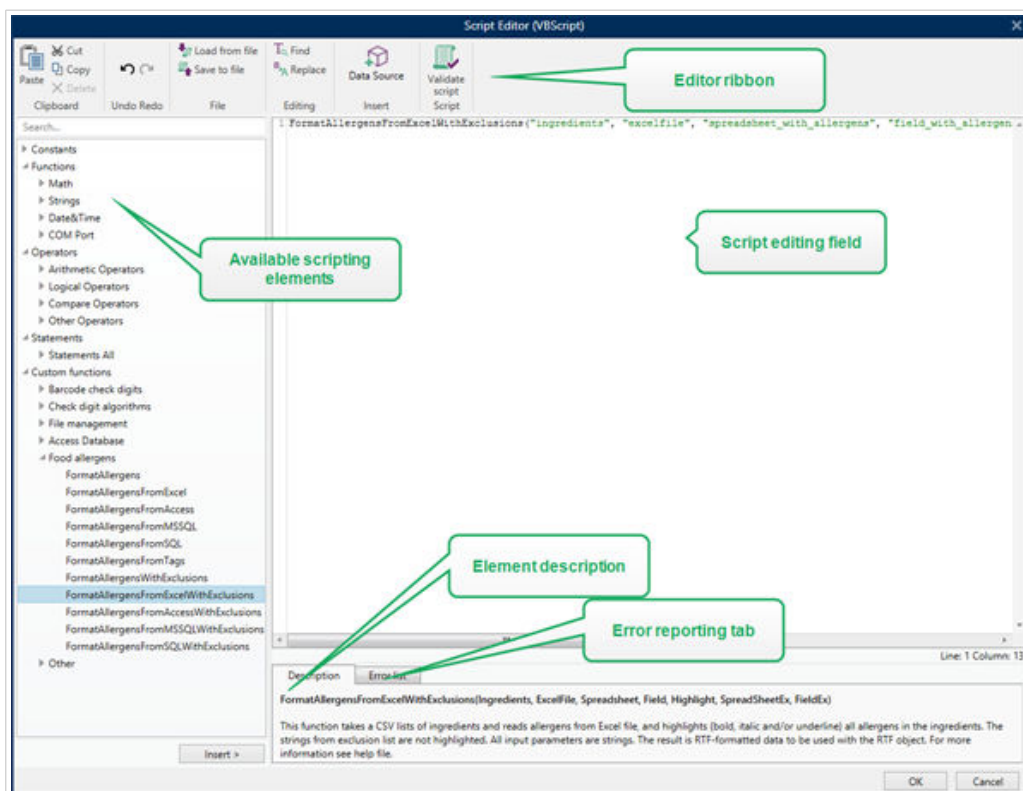 Script Editor (VBScript)
Paste
Cut
Copy
Delete
Clipboard
Undo Redo
Load from file
Save to file
File
Find
Replace
Editing
Data Source
Insert
Validate
script
Script
Editor ribbon
Search...
Constants
Functions
Math
Strings
Date&Time
COM Port
Operators
Arithmetic Operators
Logical Operators
Compare Operators
Other Operators
Statements
Statements All
Custom functions
Barcode check digits
Check digit algorithms
File management
Access Database
Food allergens
FormatAllergens
FormatAllergensFromExcel
FormatAllergensFromAccess
FormatAllergensFromMSSQL
FormatAllergensFromSQL
FormatAllergensFromTags
FormatAllergensWithExclusions
FormatAllergensFromExcelWithExclusions
FormatAllergensFromAccessWithExclusions
FormatAllergensFromMSSQLWithExclusions
FormatAllergensFromSQLWithExclusions
Other
Insert >
Available scripting
elements
1 FormatAllergensFromExcelWithExclusions("ingredients", "excelfile", "spreadsheet_with_allergens", "field_with_allergen
Script editing field
Element description
Error reporting tab
Line: 1 Column: 13
Description
Error list
FormatAllergensFromExcelWithExclusions(Ingredients, ExcelFile, Spreadsheet, Field, Highlight, SpreadSheetEx, FieldEx)
This function takes a CSV lists of ingredients and reads allergens from Excel file, and highlights (bold, italic and/or underline) all allergens in the ingredients. The
strings from exclusion list are not highlighted. All input parameters are strings. The result is RTF-formatted data to be used with the RTF object. For more
information see help file.
OK
Cancel